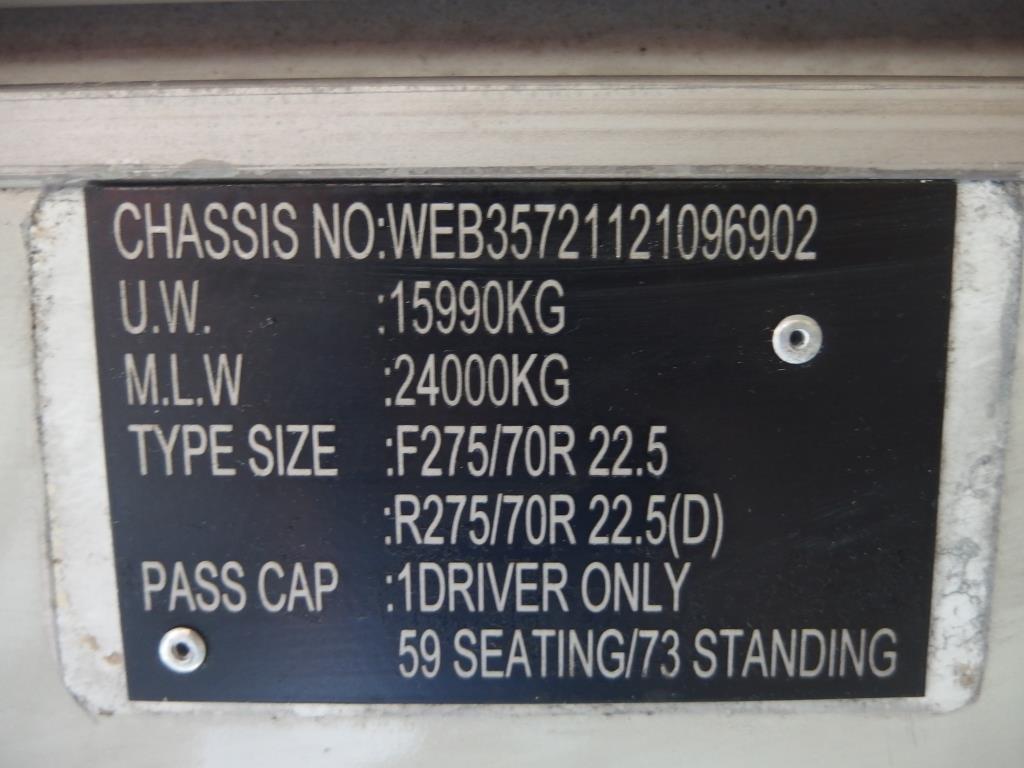 CHASSIS NO:WEB35721121096902
U.W. :15990KG
M.L.W :24000KG
TYPE SIZE :F275/70R 22.5
:R275/70R 22.5(D)
PASS CAP :1DRIVER ONLY
59 SEATING/73 STANDING